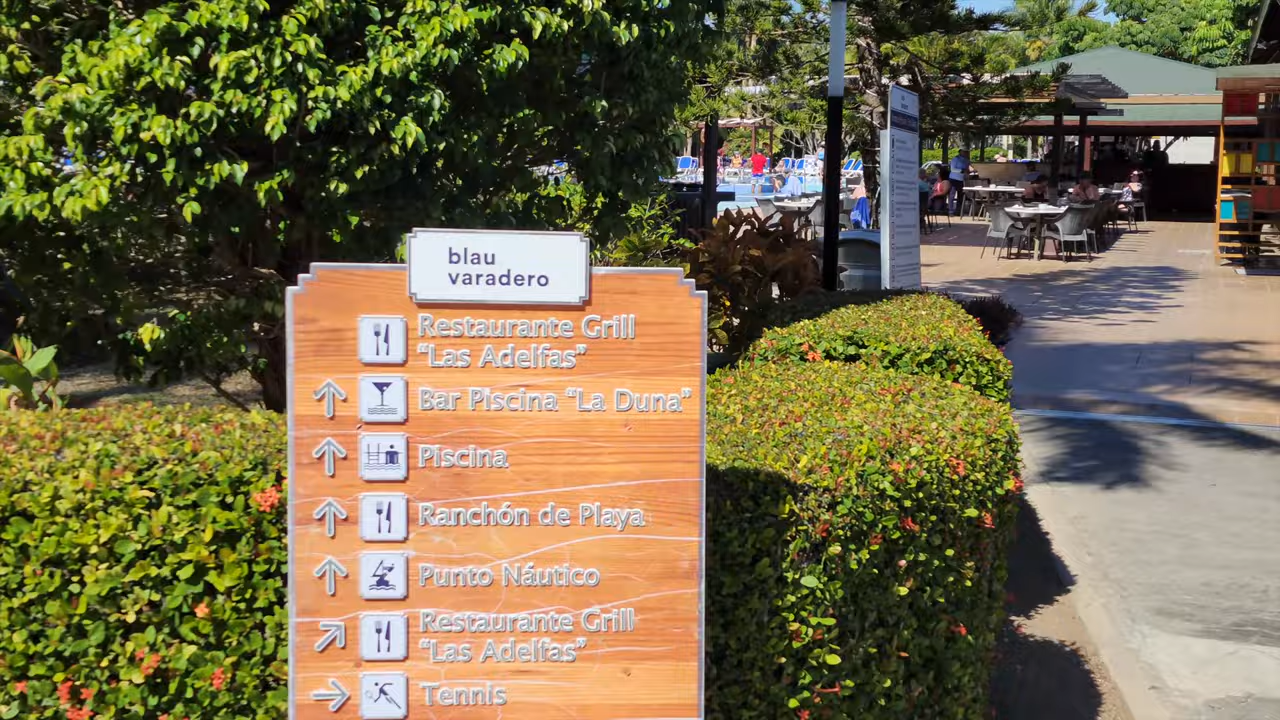 blau
varadero
Restaurante Grill
"Las Adelfas"
Bar Piscina "La Duna"
Piscina
Ranchón de Playa
Punto Náutico
Restaurante Grill
"Las Adelfas"
Tennis